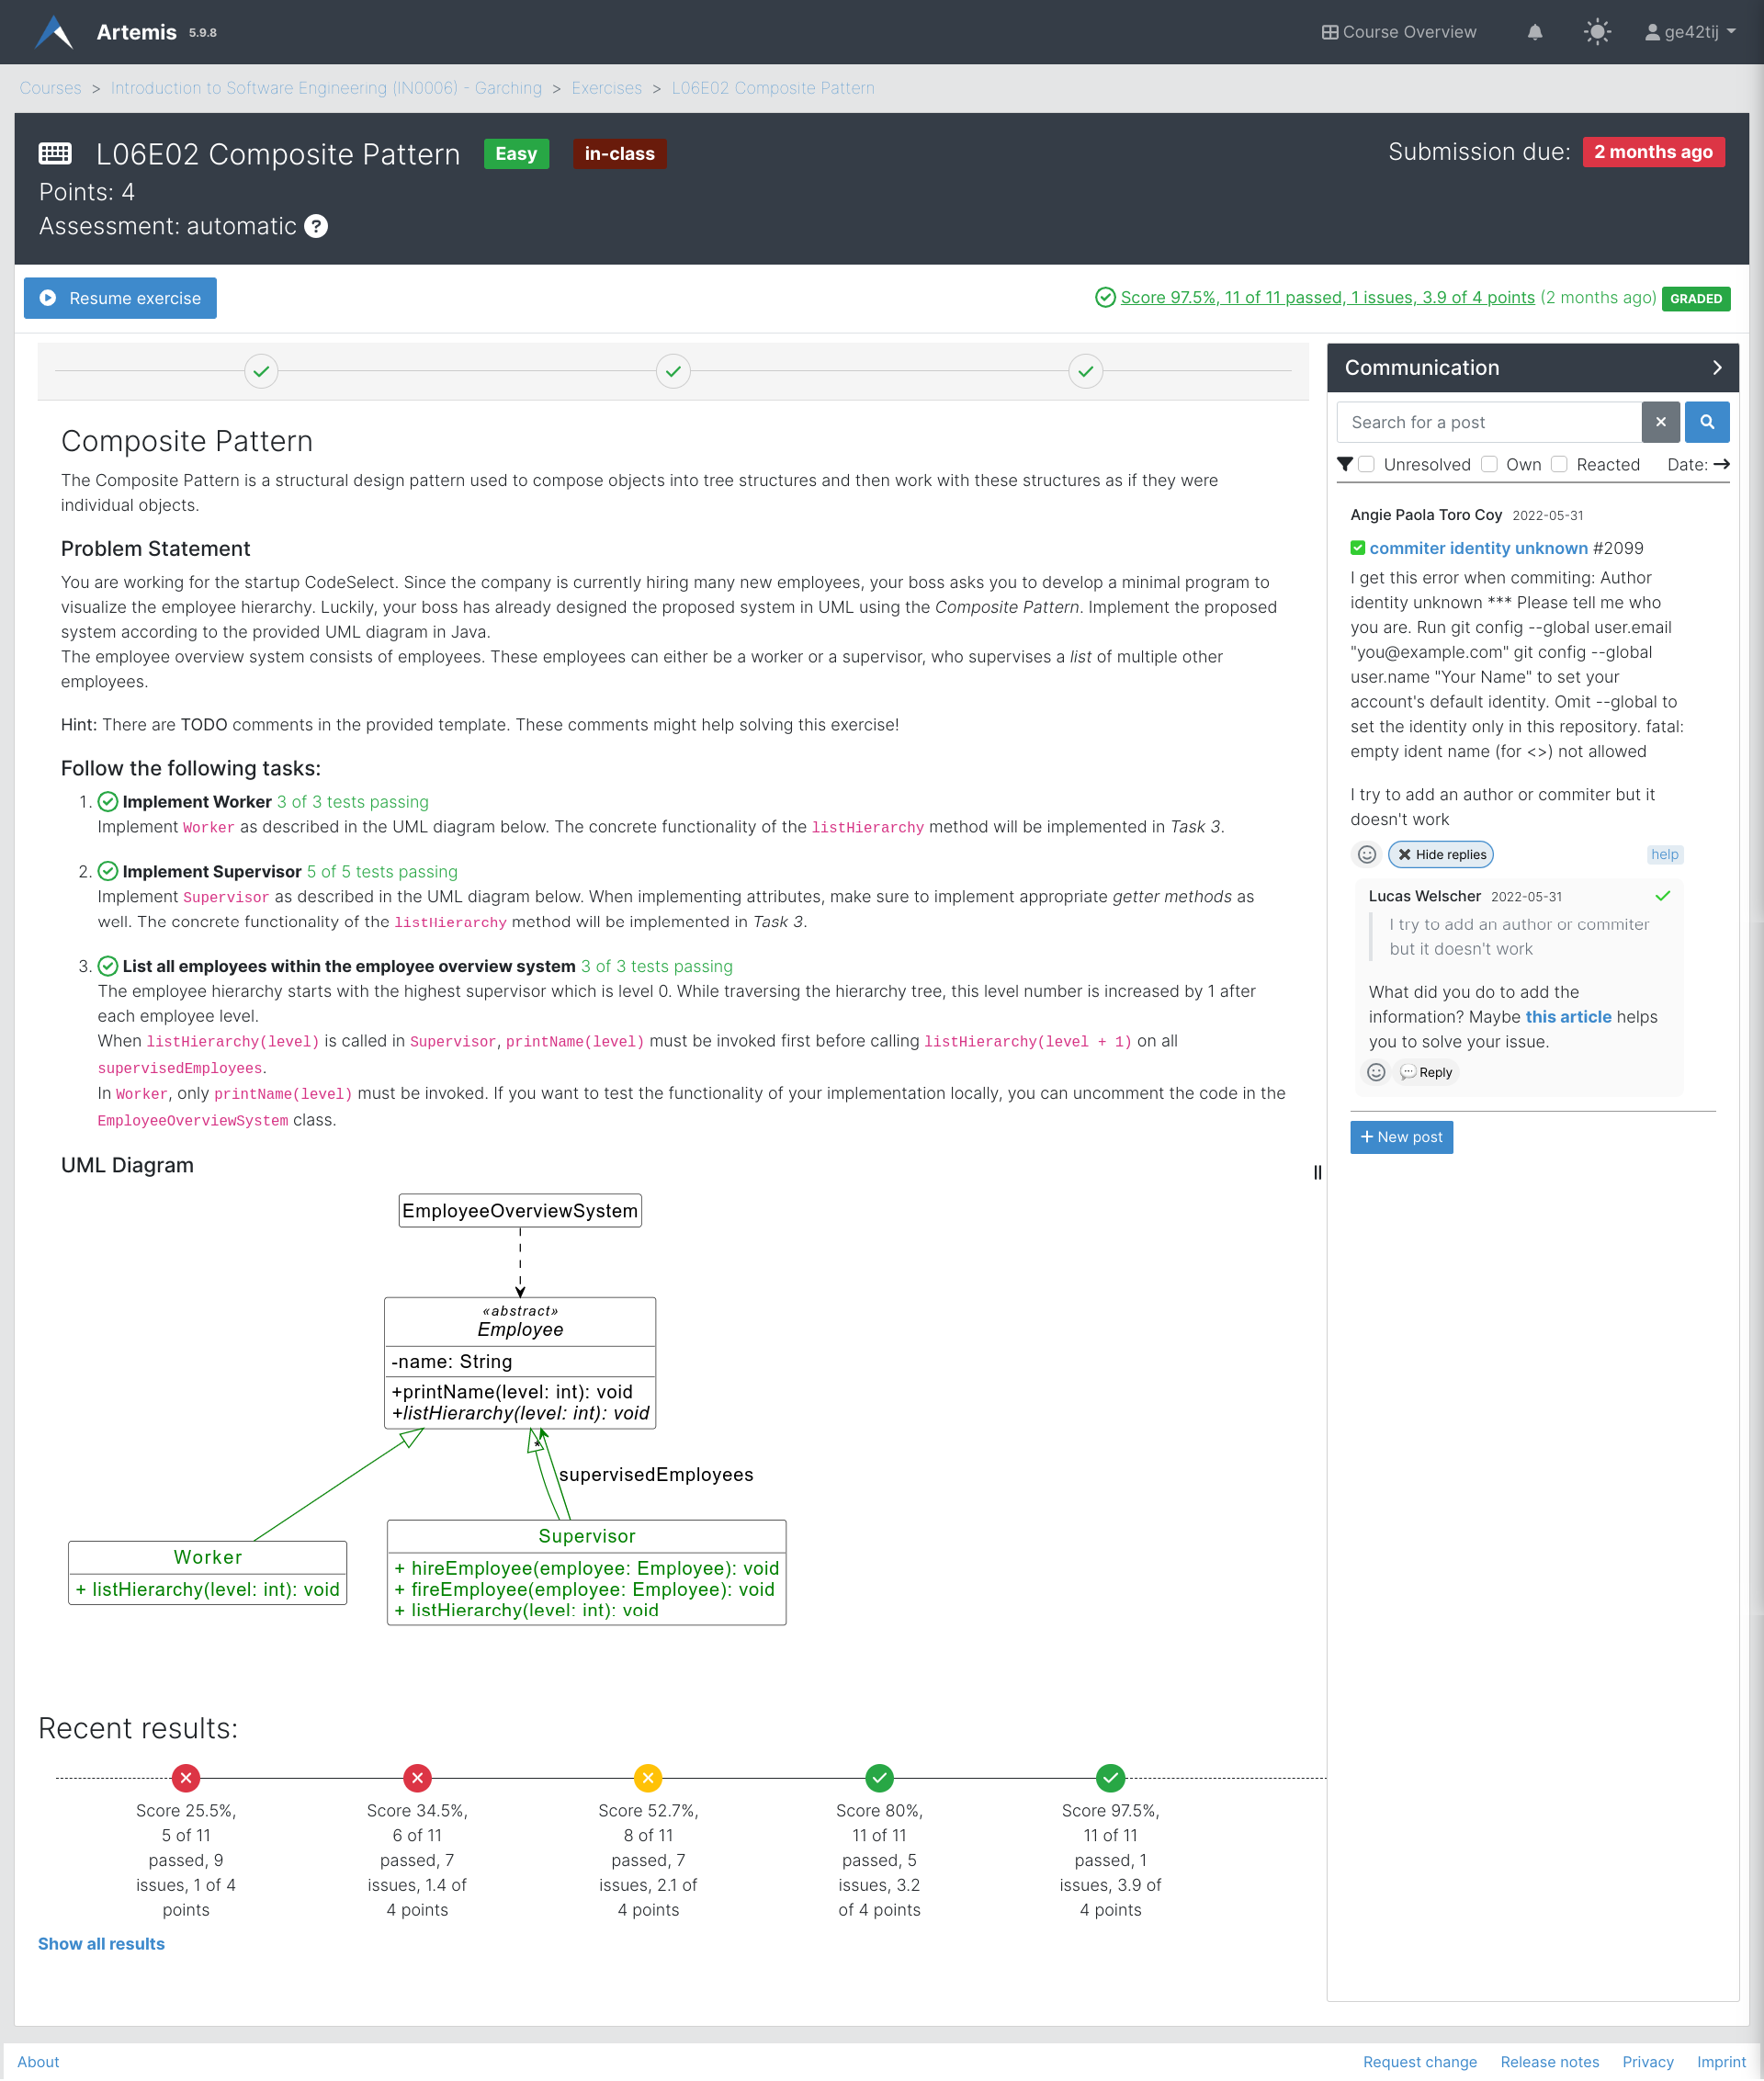 Artemis 5.9.8
Course Overview
ge42tij
Courses > Introduction to Software Engineering (IN0006) - Garching > Exercises > L06E02 Composite Pattern
L06E02 Composite Pattern Easy in-class
Submission due: 2 months ago
Points: 4
Assessment: automatic ?
Resume exercise
Score 97.5%, 11 of 11 passed, 1 issues, 3.9 of 4 points (2 months ago) GRADED
Composite Pattern
The Composite Pattern is a structural design pattern used to compose objects into tree structures and then work with these structures as if they were
individual objects.
Problem Statement
You are working for the startup CodeSelect. Since the company is currently hiring many new employees, your boss asks you to develop a minimal program to
visualize the employee hierarchy. Luckily, your boss has already designed the proposed system in UML using the Composite Pattern. Implement the proposed
system according to the provided UML diagram in Java.
The employee overview system consists of employees. These employees can either be a worker or a supervisor, who supervises a list of multiple other
employees.
Hint: There are TODO comments in the provided template. These comments might help solving this exercise!
Follow the following tasks:
1. Implement Worker 3 of 3 tests passing
Implement Worker as described in the UML diagram below. The concrete functionality of the listHierarchy method will be implemented in Task 3.
2. Implement Supervisor 5 of 5 tests passing
Implement Supervisor as described in the UML diagram below. When implementing attributes, make sure to implement appropriate getter methods as
well. The concrete functionality of the listHierarchy method will be implemented in Task 3.
3. List all employees within the employee overview system 3 of 3 tests passing
The employee hierarchy starts with the highest supervisor which is level 0. While traversing the hierarchy tree, this level number is increased by 1 after
each employee level.
When listHierarchy(level) is called in Supervisor, printName(level) must be invoked first before calling listHierarchy(level + 1) on all
supervisedEmployees.
In Worker, only printName(level) must be invoked. If you want to test the functionality of your implementation locally, you can uncomment the code in the
EmployeeOverviewSystem class.
UML Diagram
EmployeeOverviewSystem
«abstract»
Employee
-name: String
+printName(level: int): void
+listHierarchy(level: int): void
*
supervisedEmployees
Worker
+ listHierarchy(level: int): void
Supervisor
+ hireEmployee(employee: Employee): void
+ fireEmployee(employee: Employee): void
+ listHierarchy(level: int): void
Recent results:
Score 25.5%,
5 of 11
passed, 9
issues, 1 of 4
points
Score 34.5%,
6 of 11
passed, 7
issues, 1.4 of
4 points
Score 52.7%,
8 of 11
passed, 7
issues, 2.1 of
4 points
Score 80%,
11 of 11
passed, 5
issues, 3.2
of 4 points
Score 97.5%,
11 of 11
passed, 1
issues, 3.9 of
4 points
Show all results
Communication
Search for a post
Unresolved Own Reacted Date:
Angie Paola Toro Coy 2022-05-31
commiter identity unknown #2099
I get this error when commiting: Author
identity unknown *** Please tell me who
you are. Run git config --global user.email
"you@example.com" git config --global
user.name "Your Name" to set your
account's default identity. Omit --global to
set the identity only in this repository. fatal:
empty ident name (for <>) not allowed
I try to add an author or commiter but it
doesn't work
Hide replies
help
Lucas Welscher 2022-05-31
I try to add an author or commiter
but it doesn't work
What did you do to add the
information? Maybe this article helps
you to solve your issue.
Reply
+ New post
About
Request change
Release notes
Privacy
Imprint